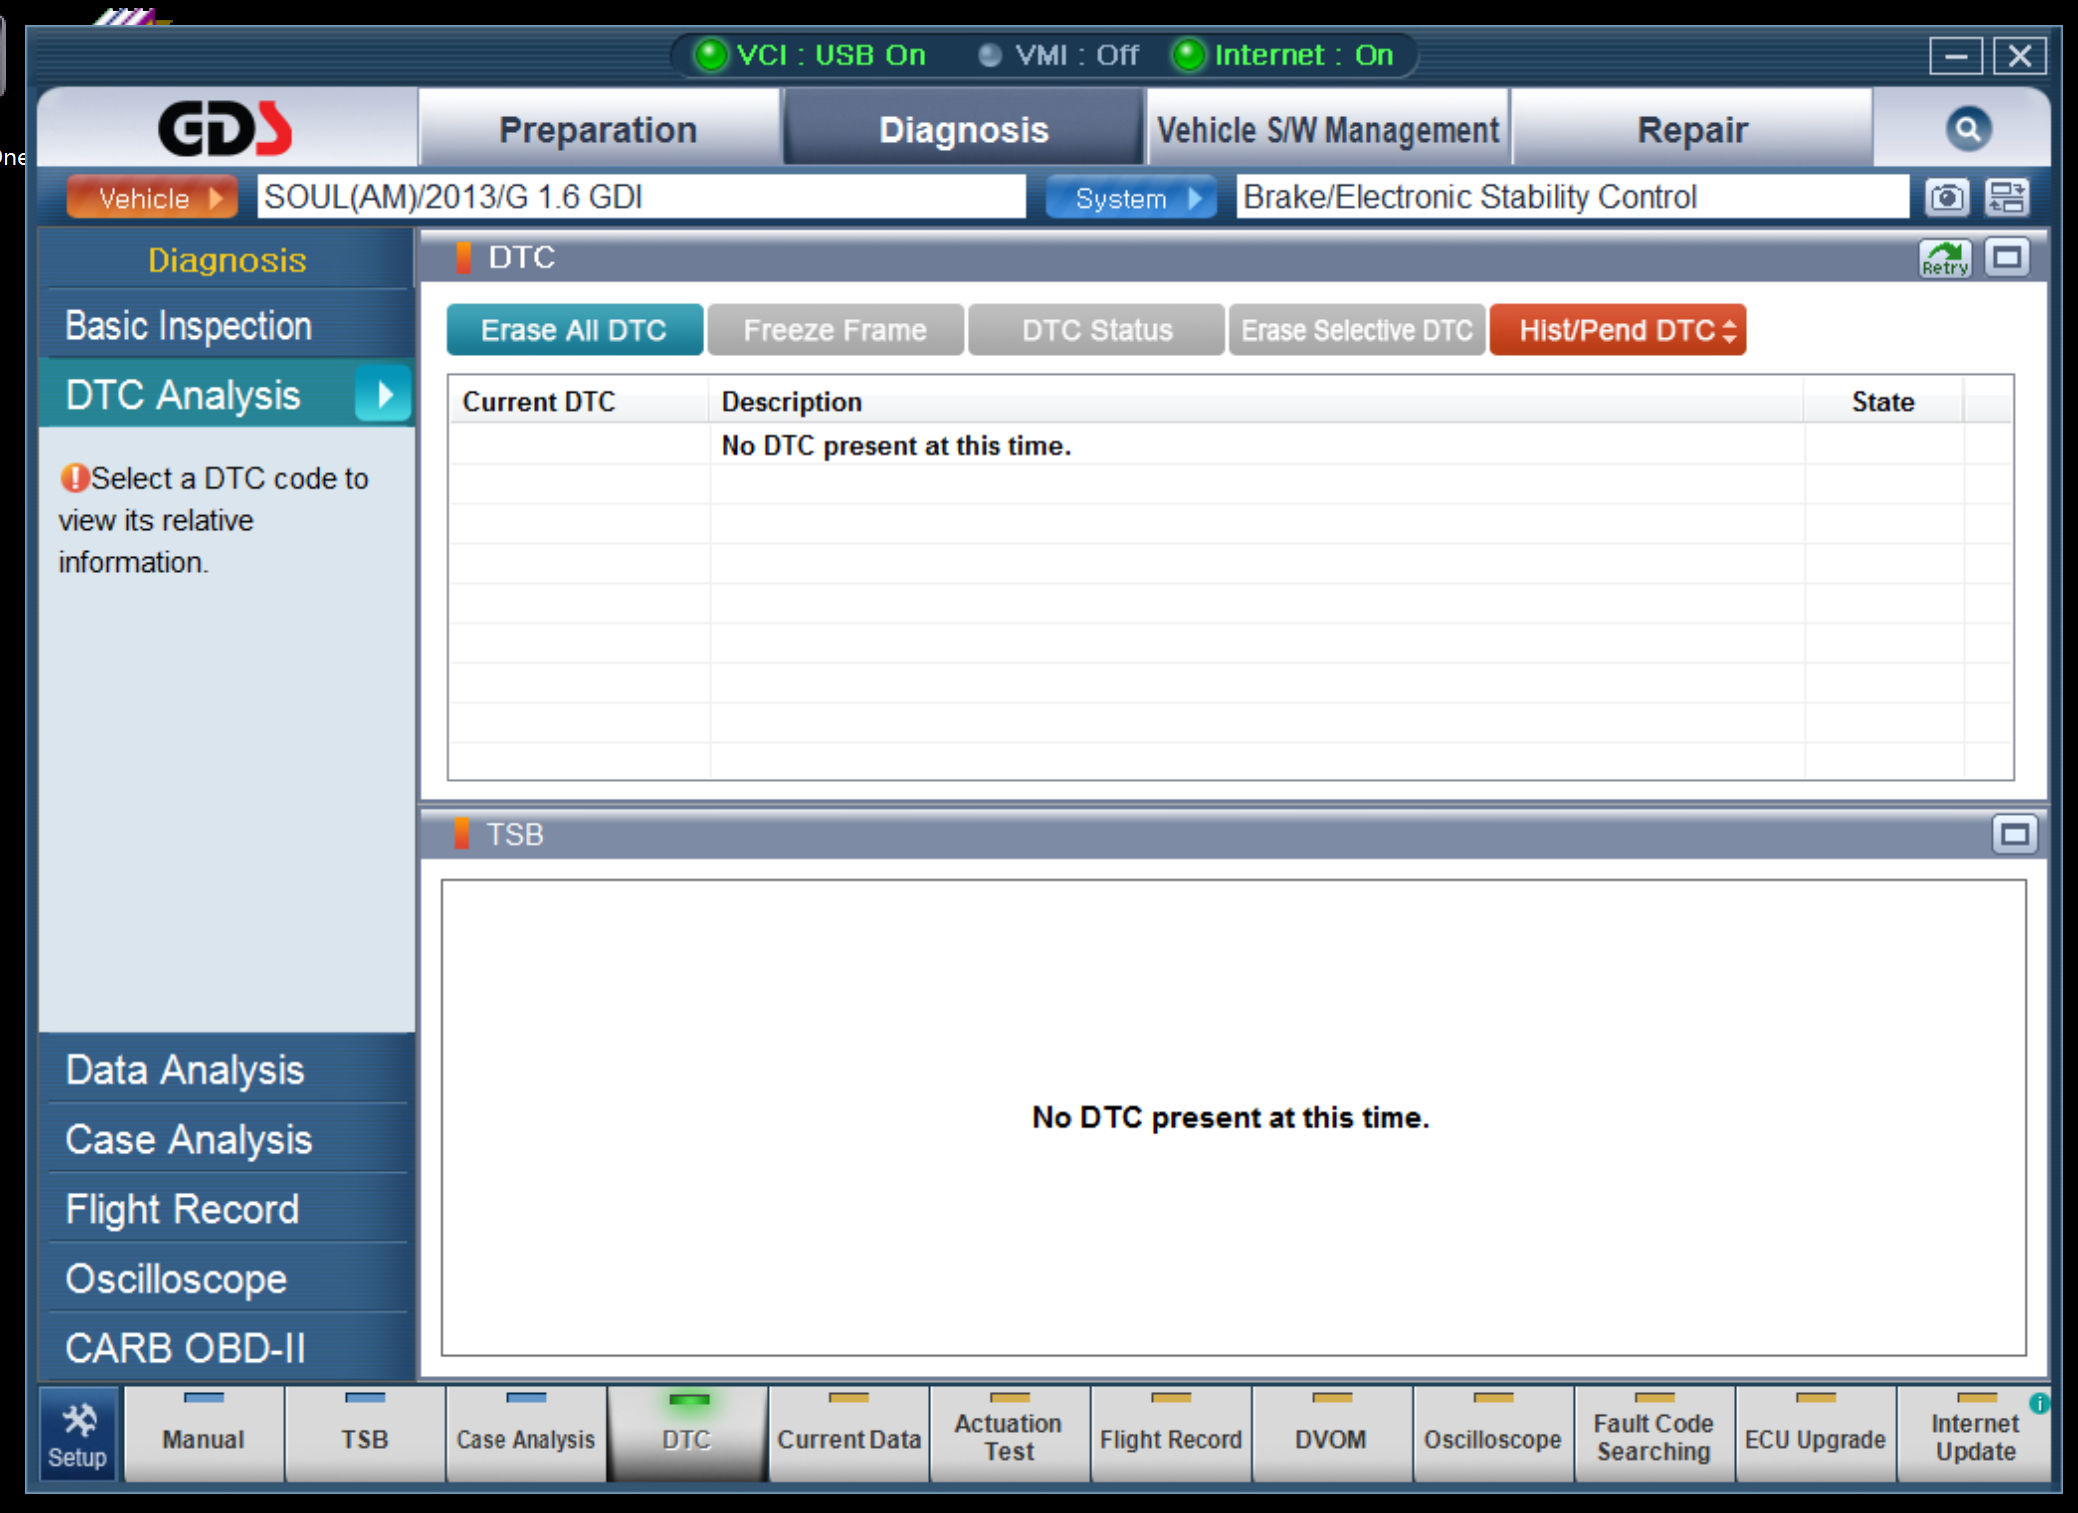 VCI : USB On VMI : Off Internet : On
GDS Preparation Diagnosis Vehicle S/W Management Repair
Vehicle SOUL(AM)/2013/G 1.6 GDI System Brake/Electronic Stability Control
Diagnosis
Basic Inspection
DTC Analysis
Select a DTC code to
view its relative
information.
Data Analysis
Case Analysis
Flight Record
Oscilloscope
CARB OBD-II
DTC Retry
Erase All DTC Freeze Frame DTC Status Erase Selective DTC Hist/Pend DTC
Current DTC Description State
No DTC present at this time.
TSB
No DTC present at this time.
Setup Manual TSB Case Analysis DTC Current Data Actuation Test Flight Record DVOM Oscilloscope Fault Code Searching ECU Upgrade Internet Update